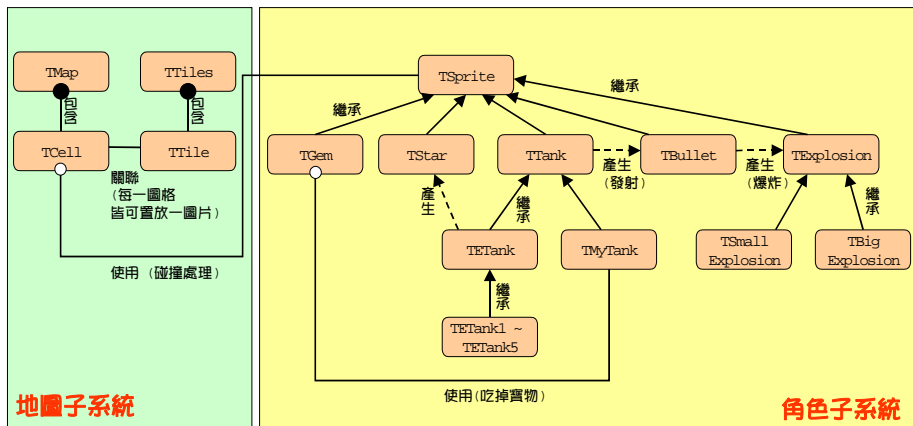 TMap
TTiles
包含
包含
TCell
TTile
關聯
(每一圖格
皆可置放一圖片)
使用 (碰撞處理)
地圖子系統
TSprite
繼承
繼承
TGem
TStar
TTank
TBullet
TExplosion
產生
(發射)
產生
(爆炸)
產生
繼承
繼承
TETank
TMyTank
TSmall
Explosion
TBig
Explosion
繼承
TETank1 ~
TETank5
使用(吃掉寶物)
角色子系統